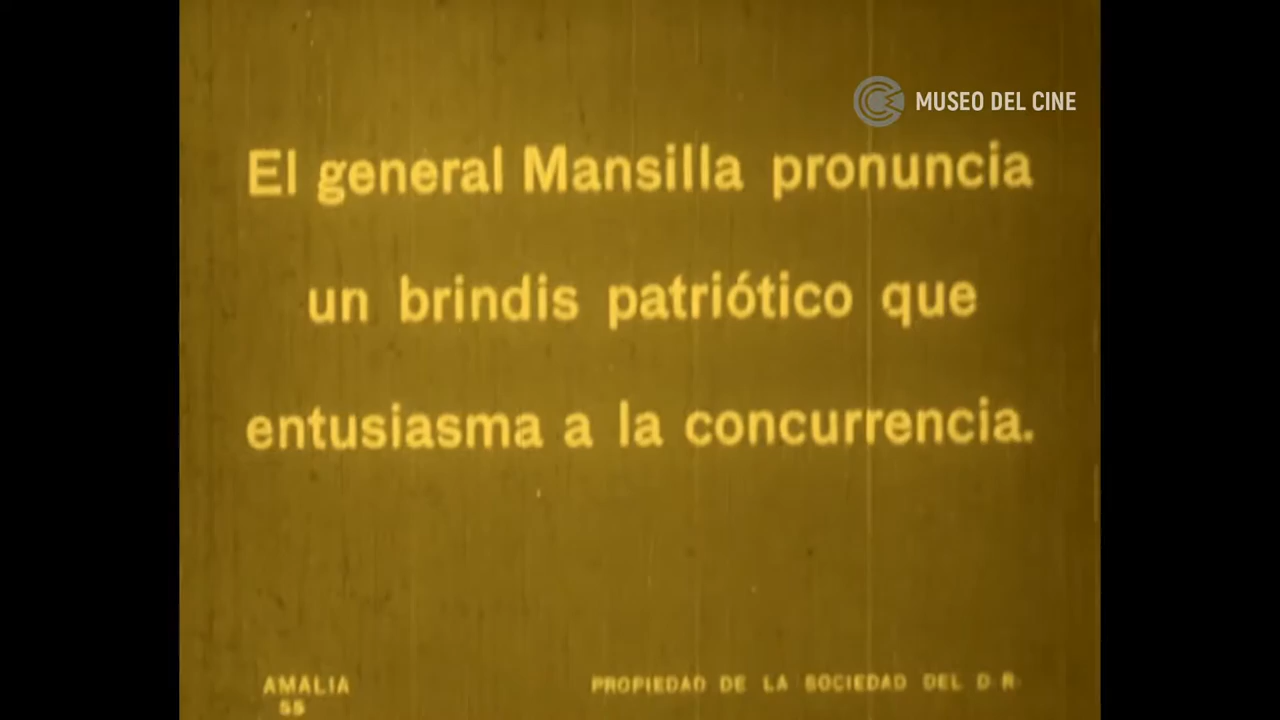 MUSEO DEL CINE
El general Mansilla pronuncia
un brindis patriótico que
entusiasma a la concurrencia.
AMALIA
55
PROPIEDAD DE LA SOCIEDAD DEL D R